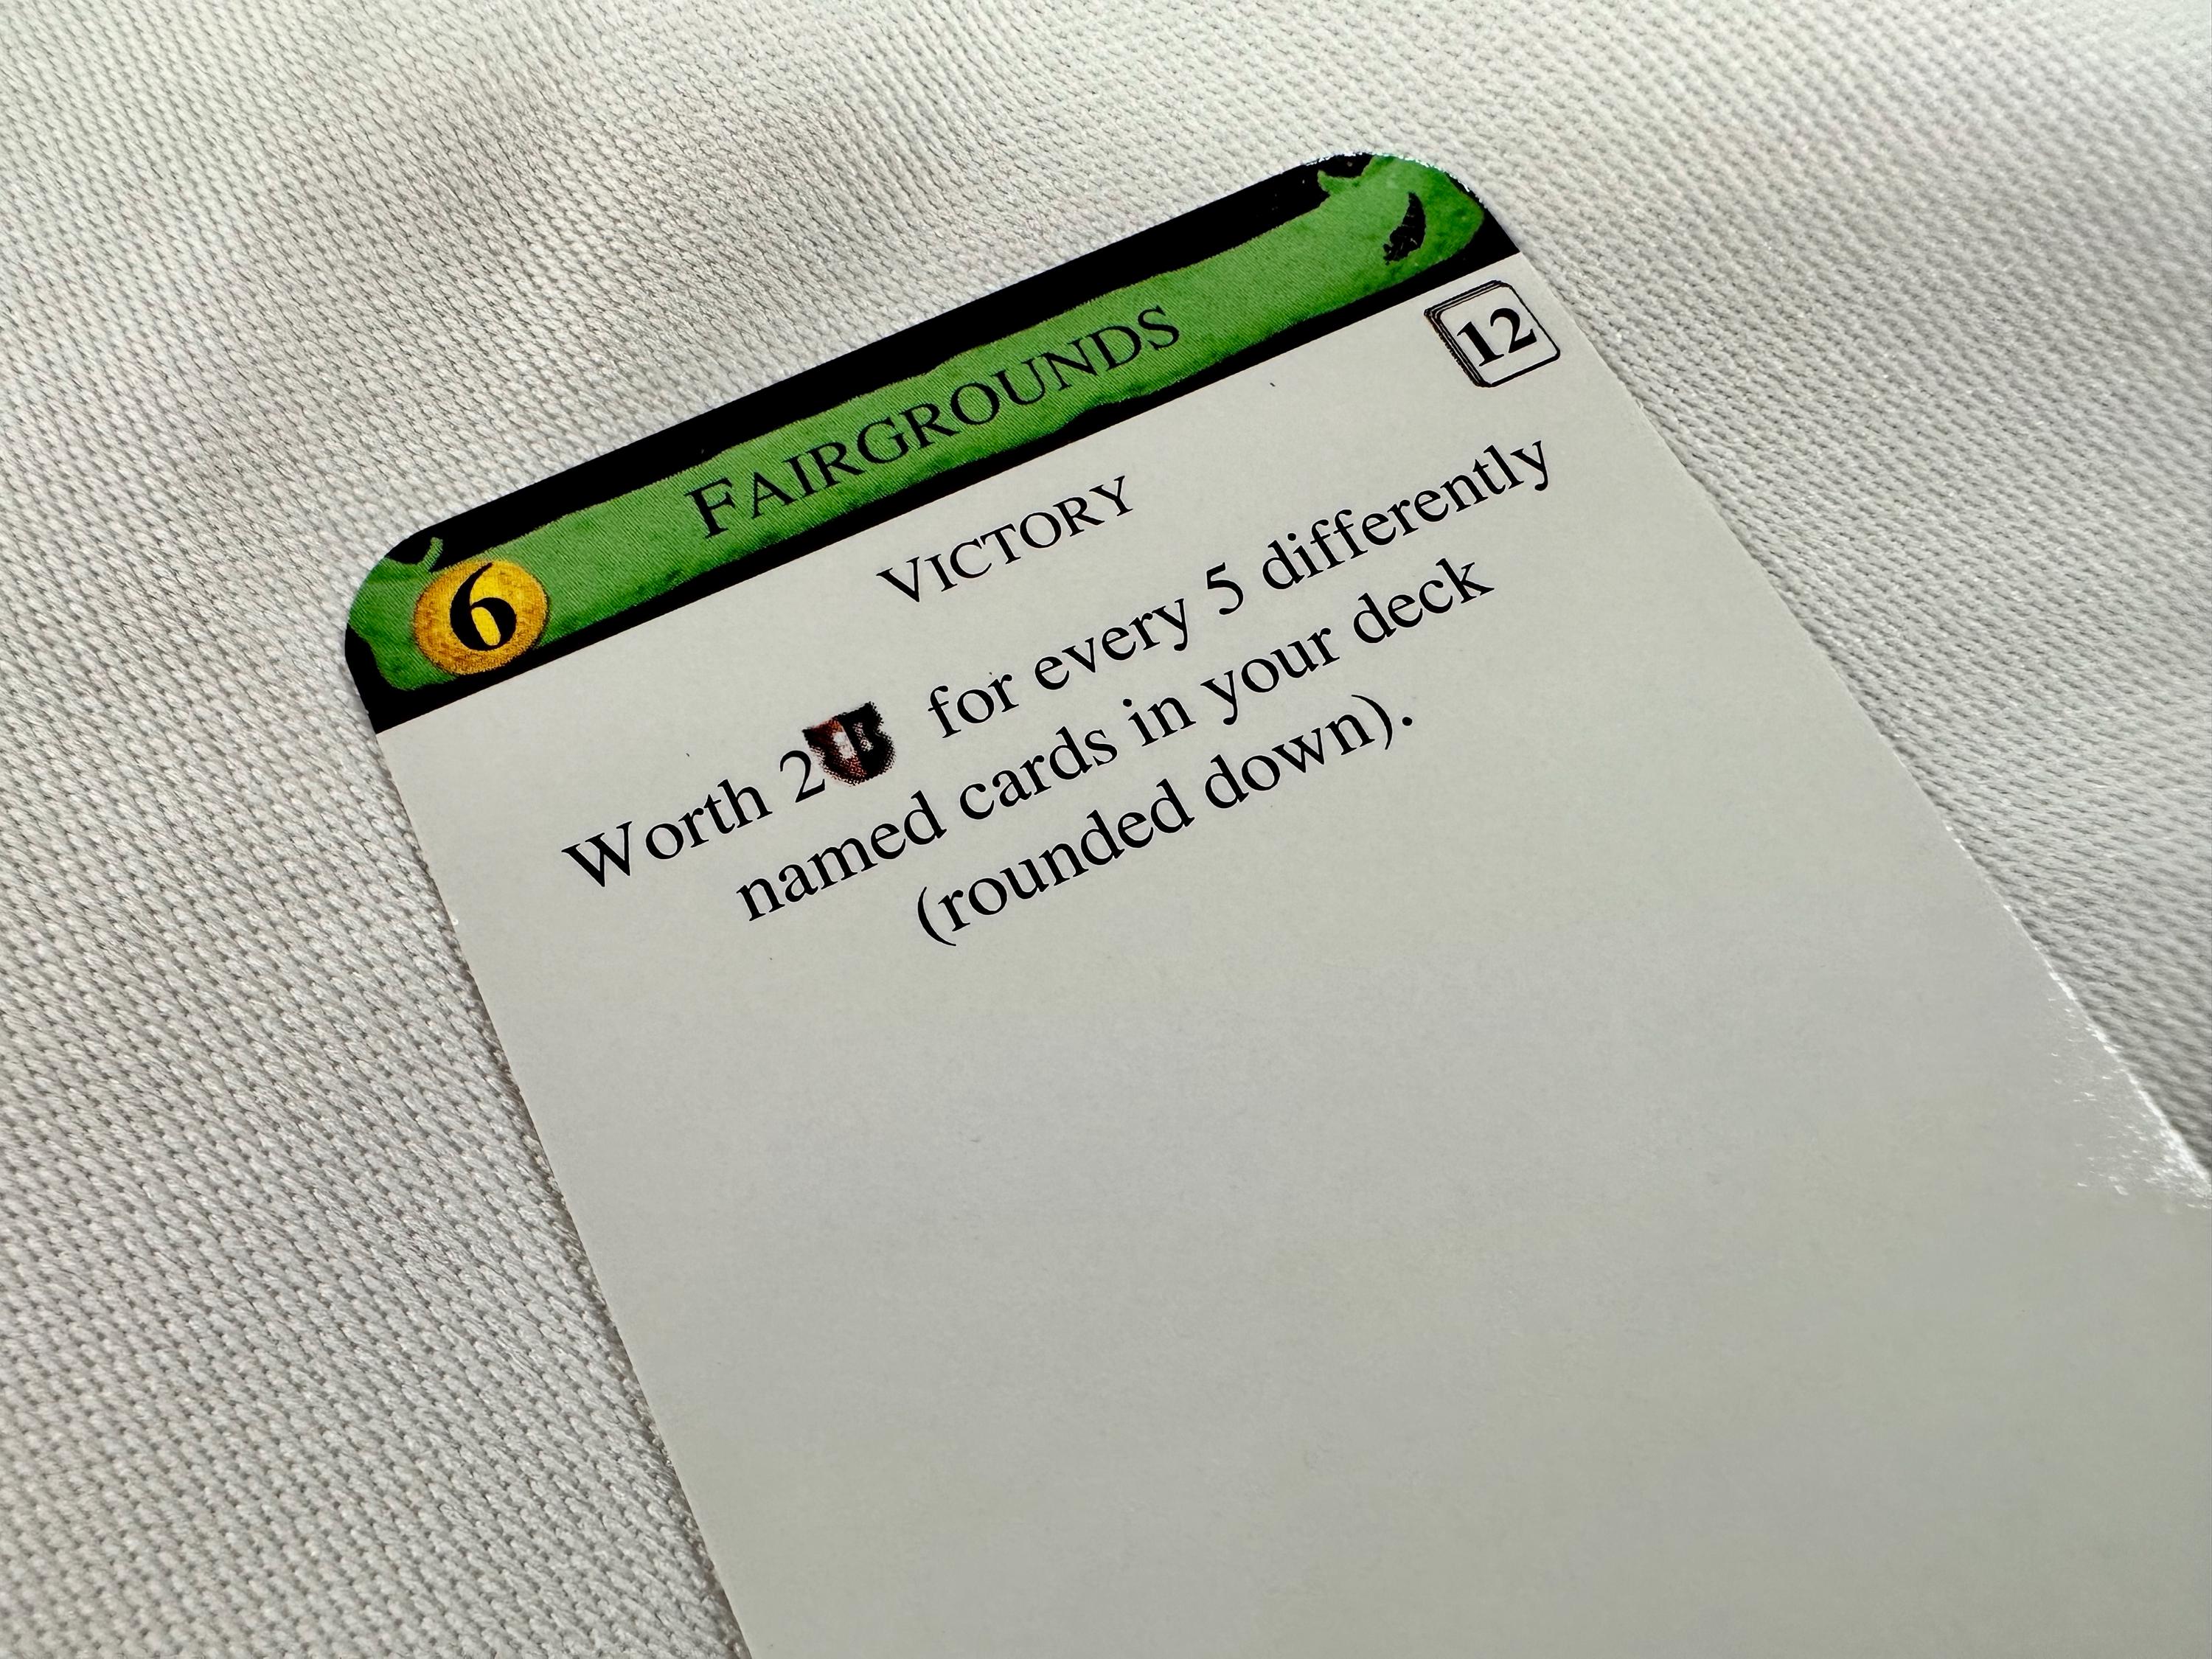 FAIRGROUNDS
6
12
VICTORY
Worth 2 for every 5 differently
named cards in your deck
(rounded down).